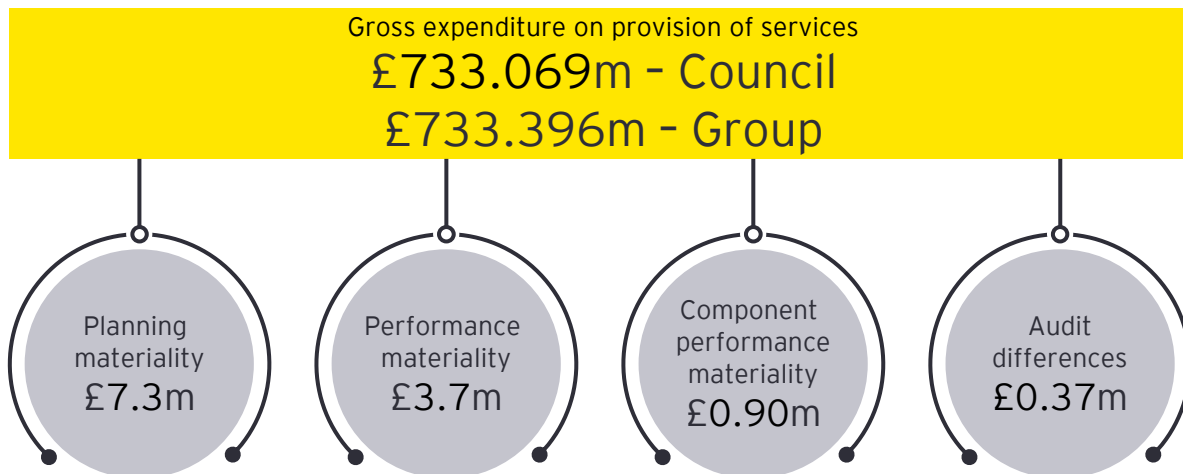 Gross expenditure on provision of services
£733.069m – Council
£733.396m – Group
Planning
materiality
£7.3m
Performance
materiality
£3.7m
Component
performance
materiality
£0.90m
Audit
differences
£0.37m